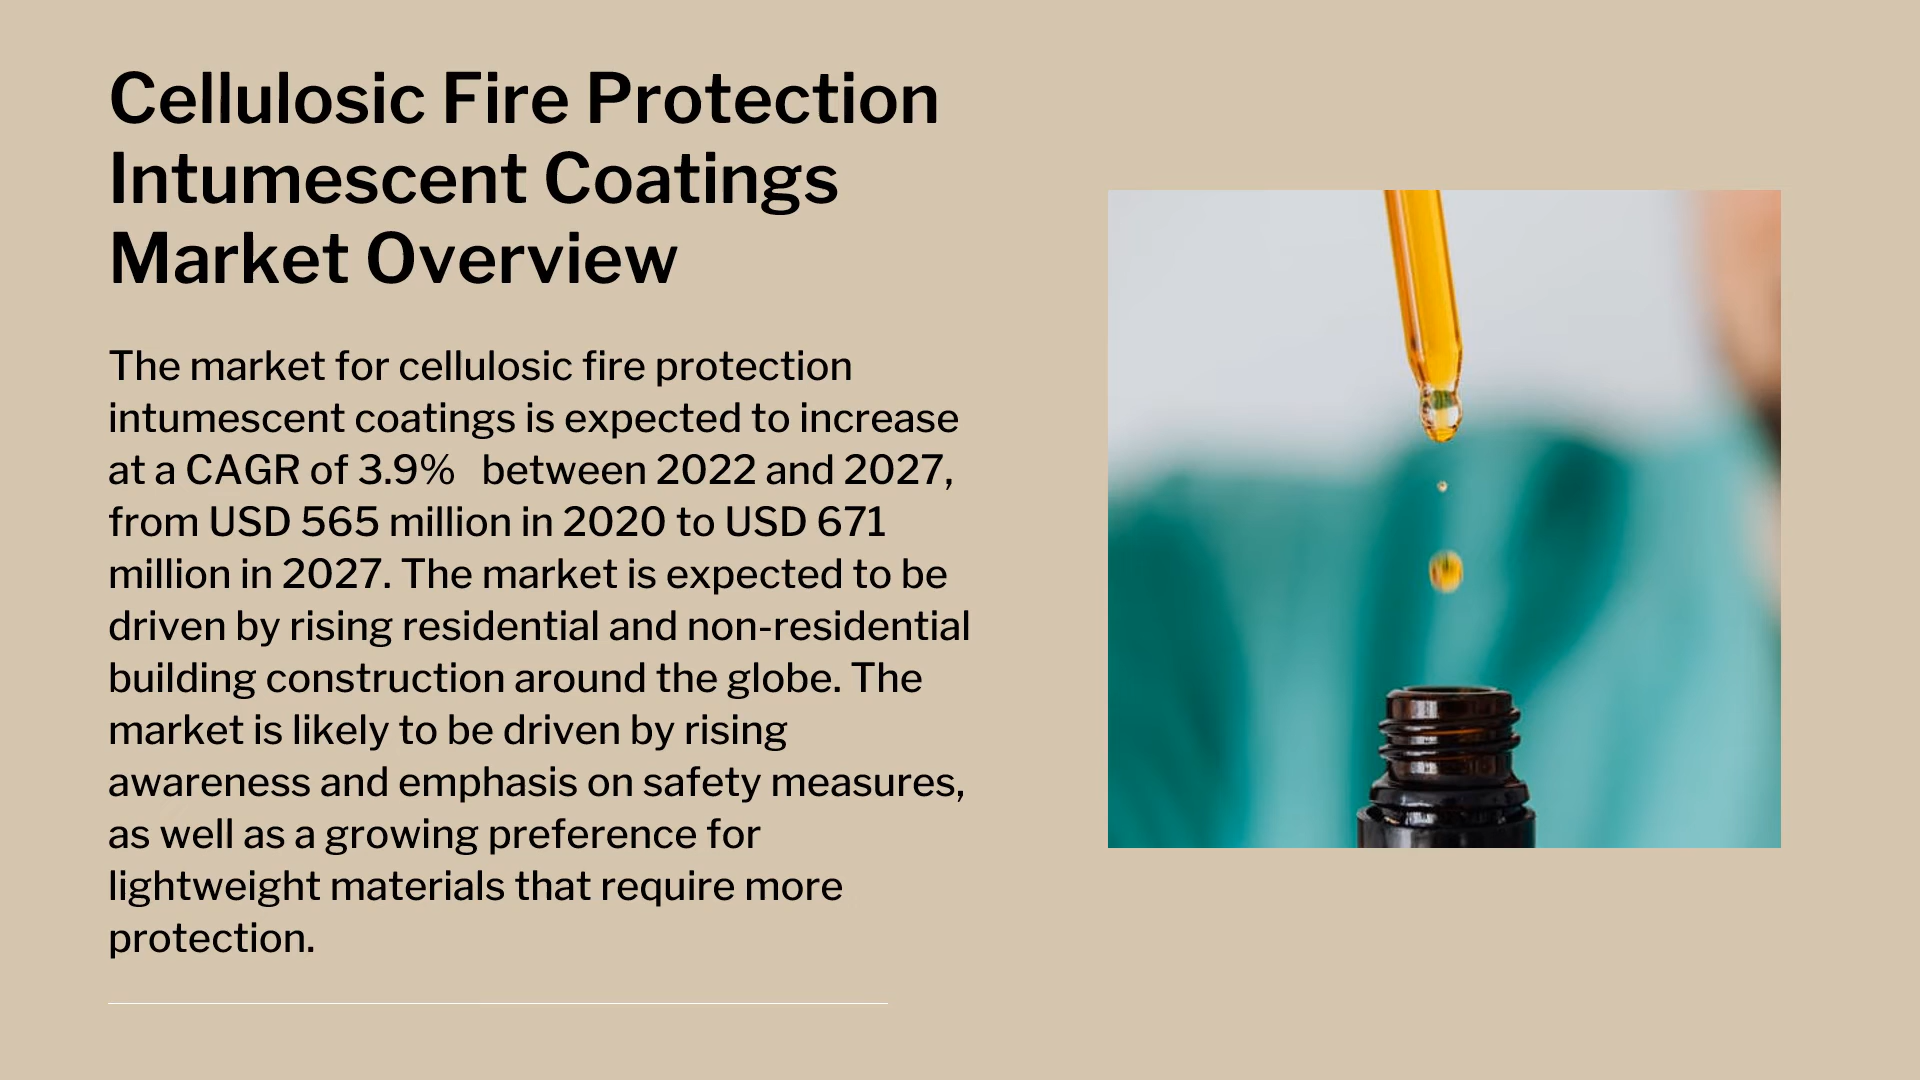 Cellulosic Fire Protection
Intumescent Coatings
Market Overview
The market for cellulosic fire protection
intumescent coatings is expected to increase
at a CAGR of 3.9%   between 2022 and 2027,
from USD 565 million in 2020 to USD 671
million in 2027. The market is expected to be
driven by rising residential and non-residential
building construction around the globe. The
market is likely to be driven by rising
awareness and emphasis on safety measures,
as well as a growing preference for
lightweight materials that require more
protection.